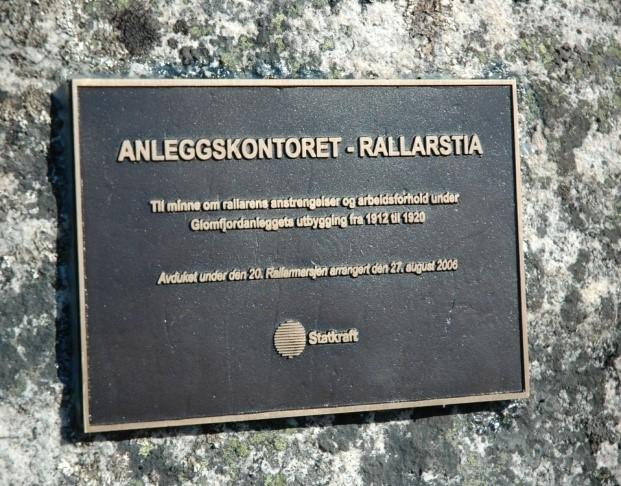 ANLEGGSKONTORET - RALLARSTIA
Til minne om rallarens anstrengelser og arbeidsforhold under
Glomfjordanleggets utbygging fra 1912 til 1920
Avduket under den 20. Rallarmarsjen arrangert den 27. august 2006
Statkraft